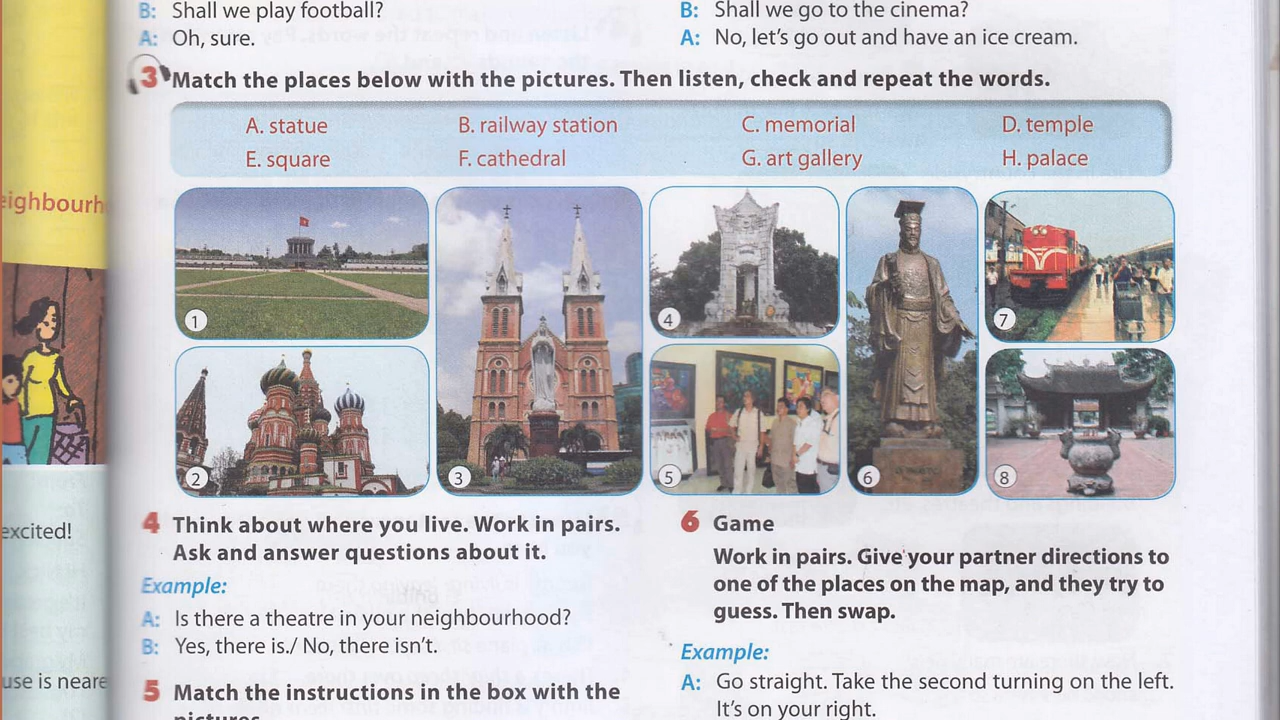 B: Shall we play football?
A: Oh, sure.
B: Shall we go to the cinema?
A: No, let's go out and have an ice cream.
3 Match the places below with the pictures. Then listen, check and repeat the words.
A. statue B. railway station C. memorial D. temple
E. square F. cathedral G. art gallery H. palace
eighbourh
1
2
3
4
5
6
7
8
excited!
use is neare
4 Think about where you live. Work in pairs.
Ask and answer questions about it.
Example:
A: Is there a theatre in your neighbourhood?
B: Yes, there is./ No, there isn't.
5 Match the instructions in the box with the
pictures.
6 Game
Work in pairs. Give your partner directions to
one of the places on the map, and they try to
guess. Then swap.
Example:
A: Go straight. Take the second turning on the left.
It's on your right.